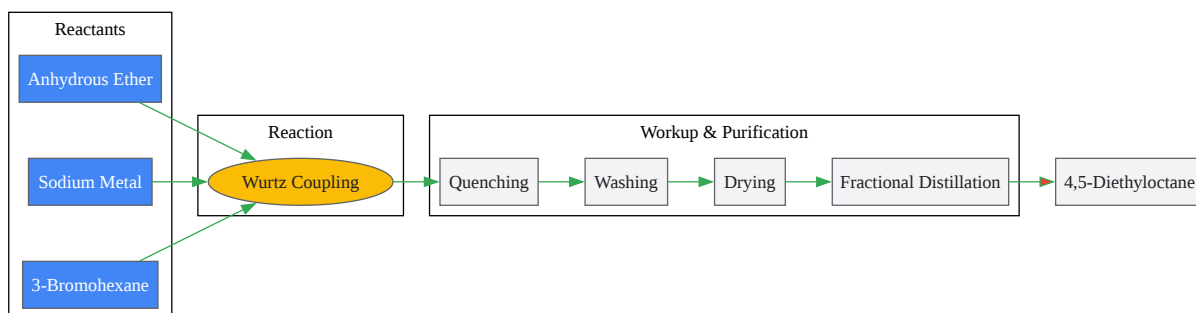 Reactants
Anhydrous Ether
Sodium Metal
3-Bromohexane
Reaction
Wurtz Coupling
Workup & Purification
Quenching
Washing
Drying
Fractional Distillation
4,5-Diethyloctane